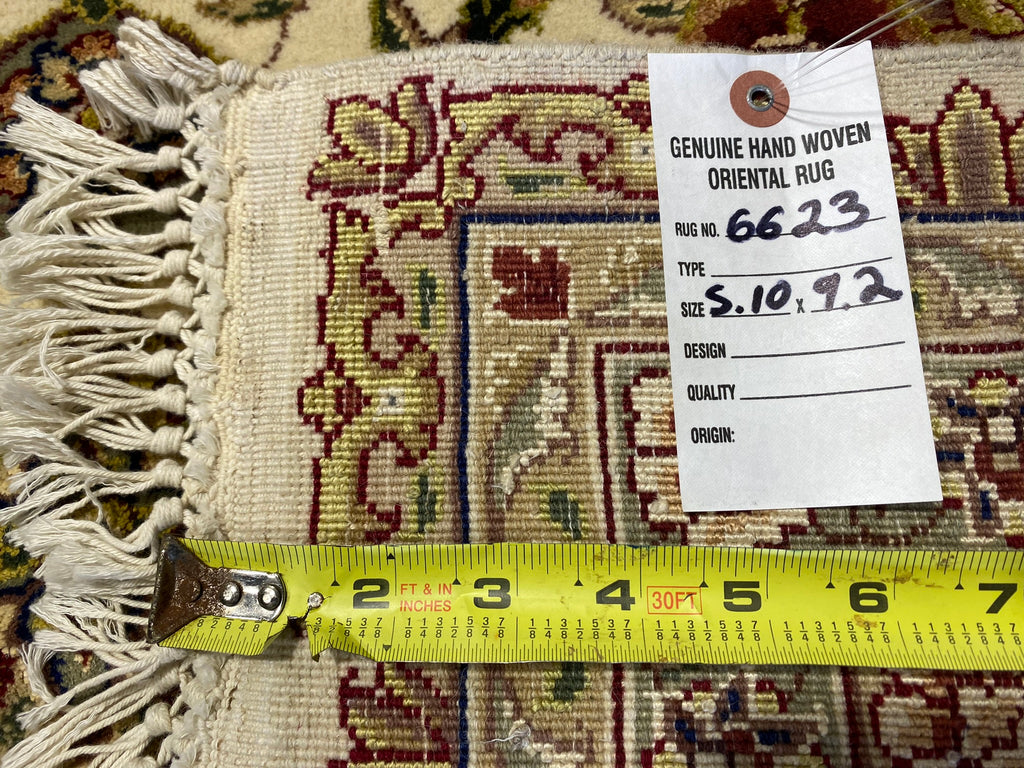 GENUINE HAND WOVEN
ORIENTAL RUG
RUG NO. 6623
TYPE
SIZE 5.10 X 9.2
DESIGN
QUALITY
ORIGIN:
2 FT & IN 3 4 30FT 5 6 7
INCHES